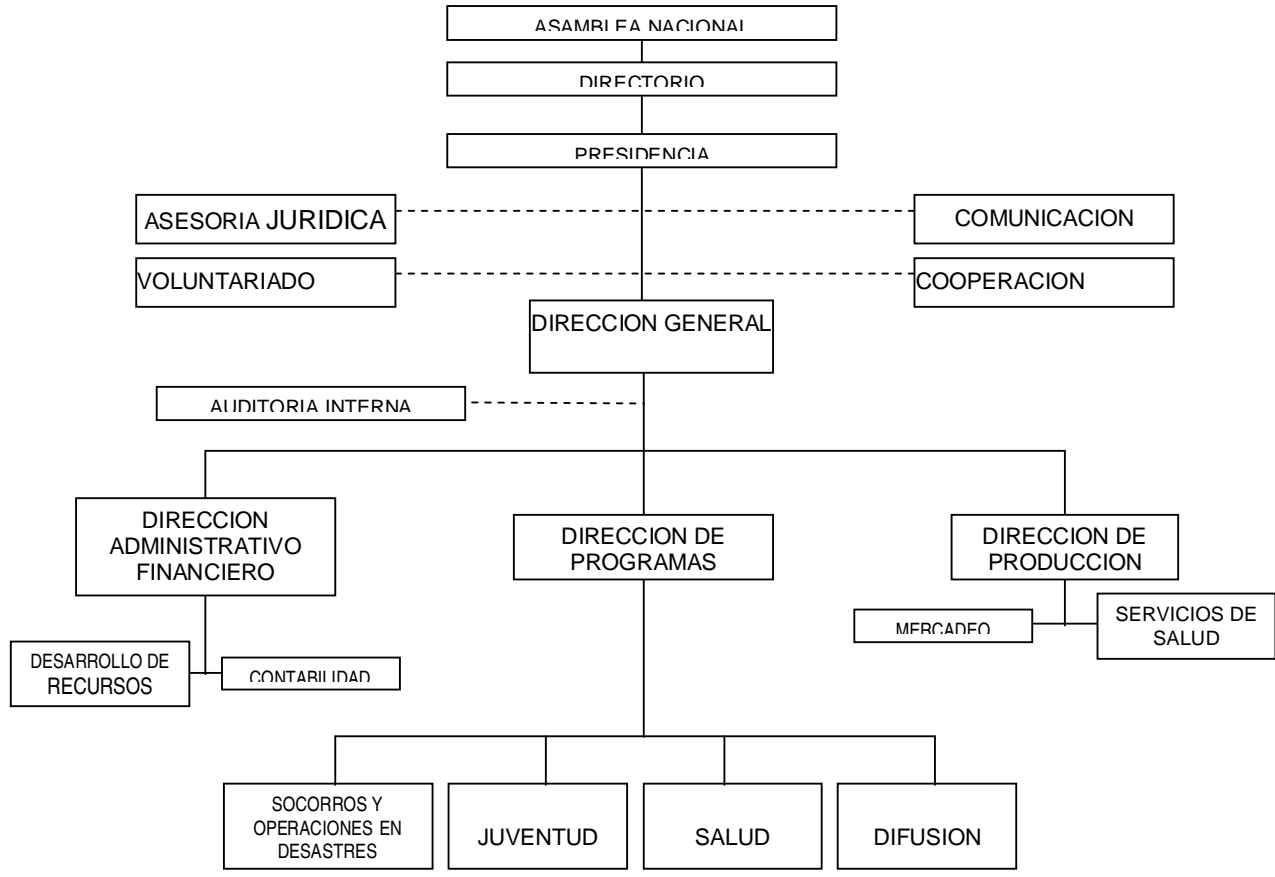 ASAMBLEA NACIONAL
DIRECTORIO
PRESIDENCIA
ASESORIA JURIDICA
COMUNICACION
VOLUNTARIADO
COOPERACION
DIRECCION GENERAL
AUDITORIA INTERNA
DIRECCION
ADMINISTRATIVO
FINANCIERO
DIRECCION DE
PROGRAMAS
DIRECCION DE
PRODUCCION
DESARROLLO DE
RECURSOS
CONTABILIDAD
MERCADEO
SERVICIOS DE
SALUD
SOCORROS Y
OPERACIONES EN
DESASTRES
JUVENTUD
SALUD
DIFUSION